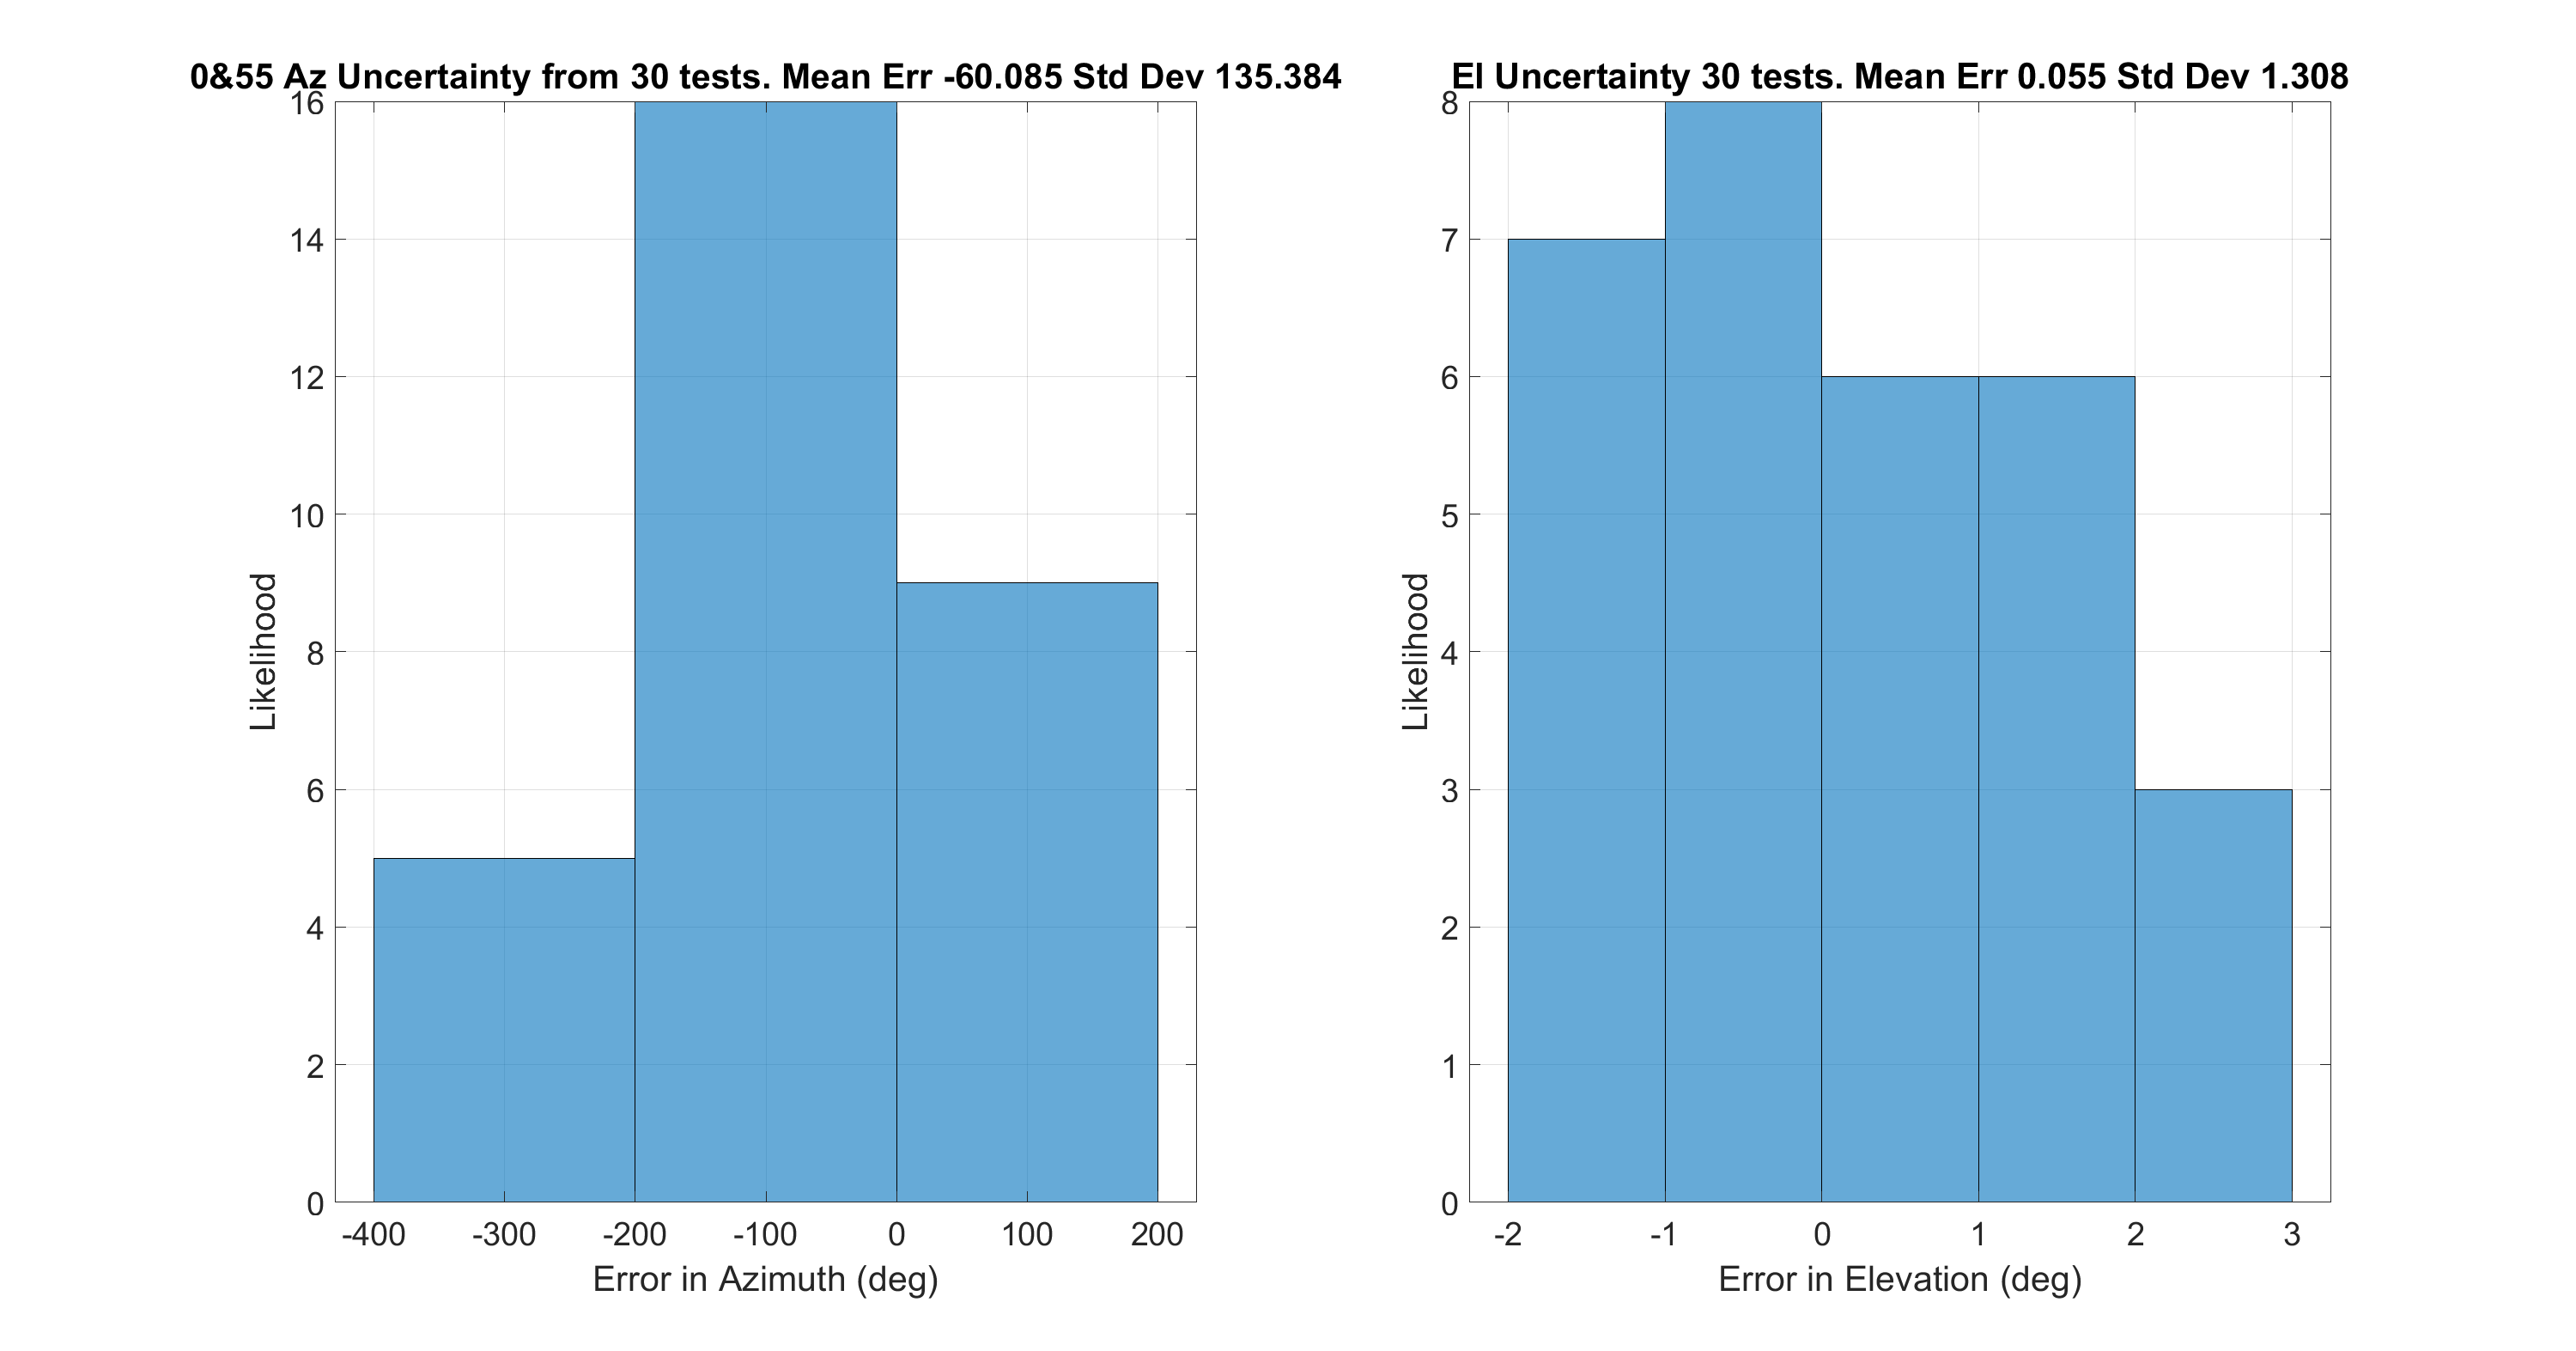 0&55 Az Uncertainty from 30 tests. Mean Err -60.085 Std Dev 135.384
16
14
12
10
8
6
4
2
0
Likelihood
-400 -300 -200 -100 0 100 200
Error in Azimuth (deg)
El Uncertainty 30 tests. Mean Err 0.055 Std Dev 1.308
8
7
6
5
4
3
2
1
0
Likelihood
-2 -1 0 1 2 3
Error in Elevation (deg)